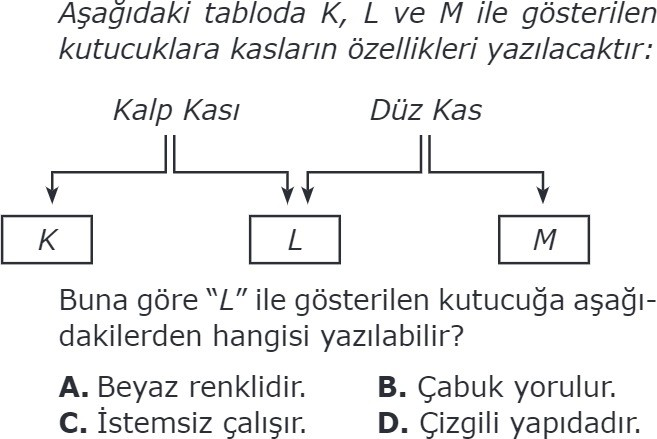 Aşağıdaki tabloda K, L ve M ile gösterilen
kutucuklara kasların özellikleri yazılacaktır:
Kalp Kası Düz Kas
K L M
Buna göre “L” ile gösterilen kutucuğa aşağı-
dakilerden hangisi yazılabilir?
A. Beyaz renklidir. B. Çabuk yorulur.
C. İstemsiz çalışır. D. Çizgili yapıdadır.